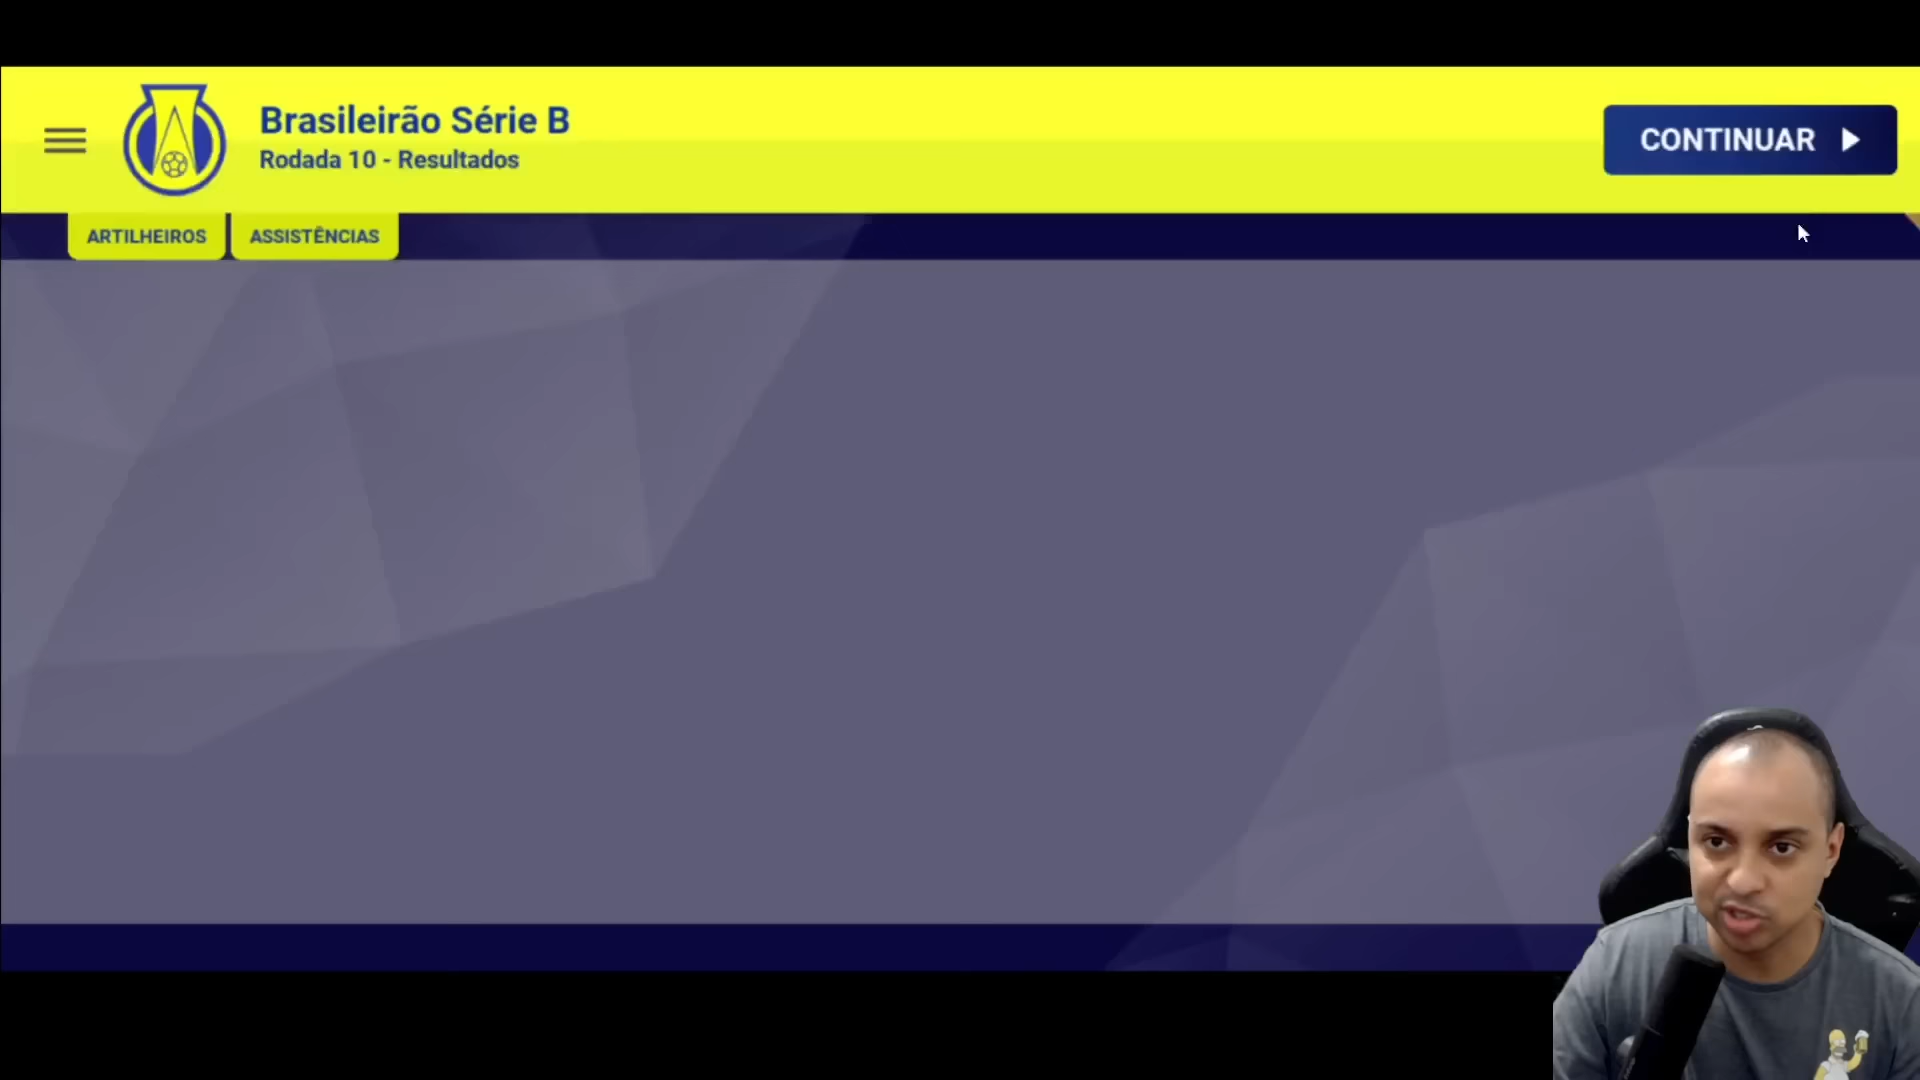 Brasileirão Série B
Rodada 10 - Resultados
CONTINUAR
ARTILHEIROS
ASSISTÊNCIAS